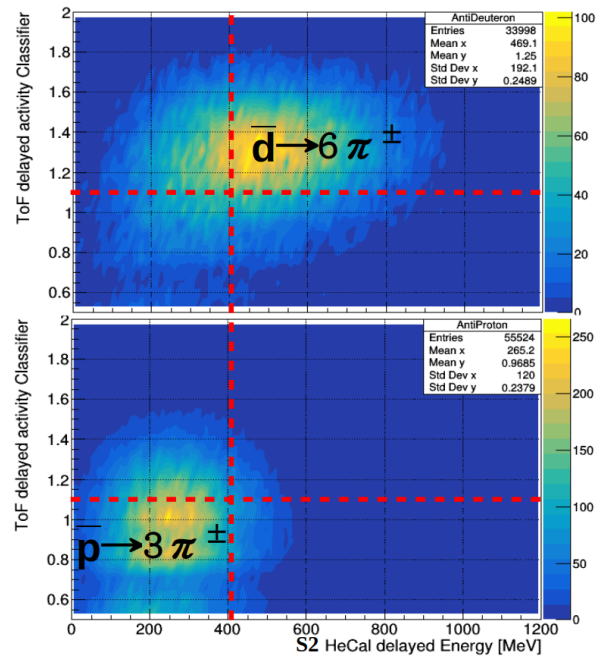 AntiDeuteron
Entries 33998
Mean x 469.1
Mean y 1.25
Std Dev x 192.1
Std Dev y 0.2489
ToF delayed activity Classifier
2
1.8
1.6
1.4
1.2
1
0.8
0.6
d̅ → 6 π ±
100
80
60
40
20
0
AntiProton
Entries 55524
Mean x 265.2
Mean y 0.9685
Std Dev x 120
Std Dev y 0.2379
ToF delayed activity Classifier
2
1.8
1.6
1.4
1.2
1
0.8
0.6
p̅ → 3 π ±
250
200
150
100
50
0
0 200 400 600 800 1000 1200
S2 HeCal delayed Energy [MeV]